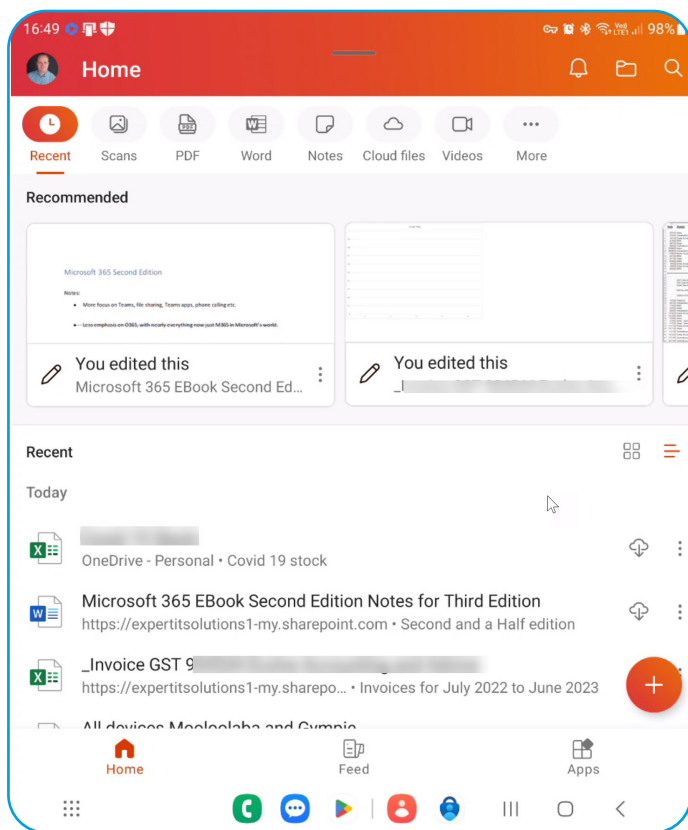 16:49 Vo) LTE1 98%
Home
Recent Scans PDF Word Notes Cloud files Videos More
Recommended
Microsoft 365 Second Edition
Notes:
• More focus on Teams, file sharing, Teams apps, phone calling etc.
• Less emphasis on O365, with nearly everything now just M365 in Microsoft's world.
You edited this
Microsoft 365 EBook Second Ed...
You edited this
Recent
Today
OneDrive - Personal • Covid 19 stock
Microsoft 365 EBook Second Edition Notes for Third Edition
https://expertitsolutions1-my.sharepoint.com • Second and a Half edition
_Invoice GST 9
https://expertitsolutions1-my.sharepo... • Invoices for July 2022 to June 2023
All devices Mooloolaba and Gympie
Home Feed Apps